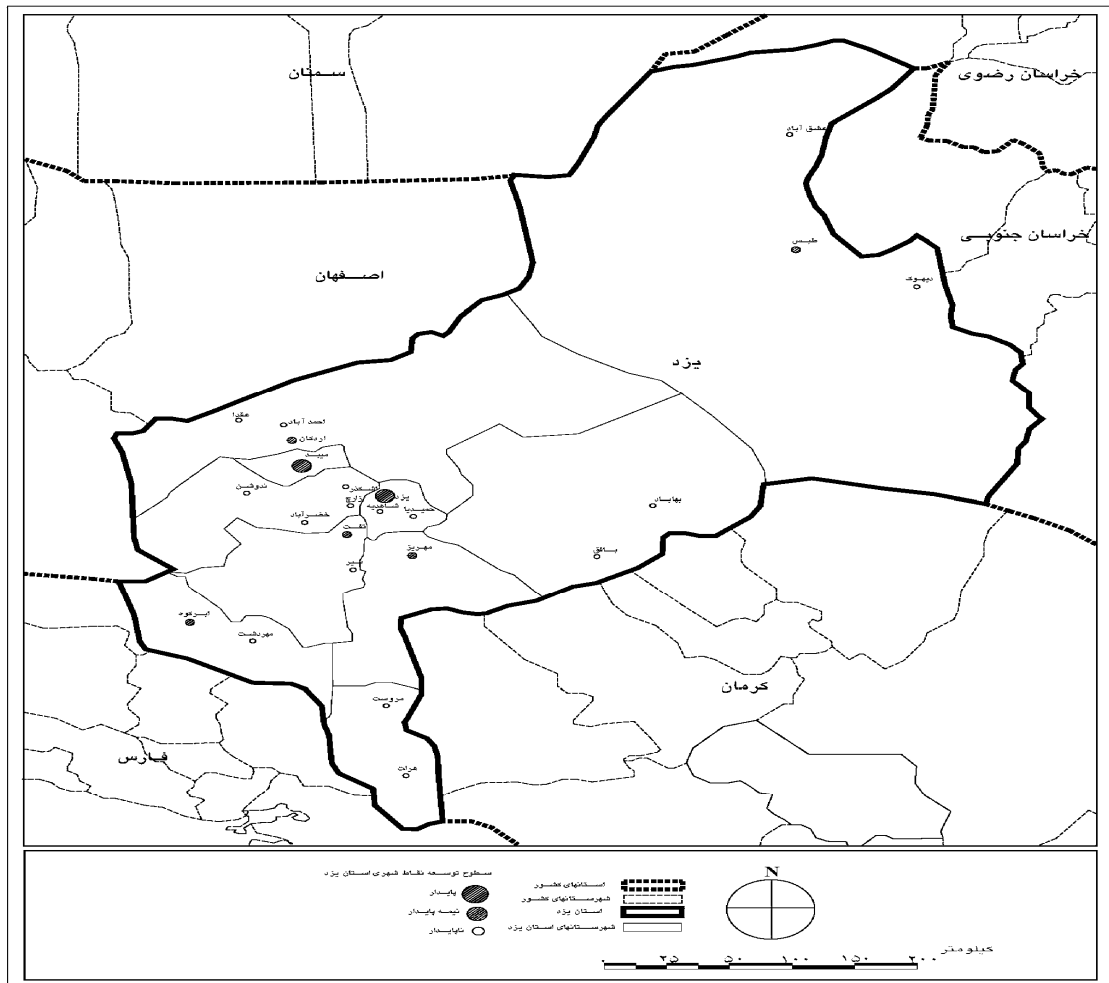 سمنان
خراسان رضوی
عشق آباد
خراسان جنوبی
طبس
اصفهان
دیهوک
یزد
عقدا
احمد آباد
اردکان
میبد
ندوشن
اشکذر
یزد
زارچ
شاهدیه
حمیدیا
بهاباد
خضرآباد
تفت
مهریز
بافق
نیر
ابرکوه
مهردشت
کرمان
مروست
فارس
هرات
سطوح توسعه نقاط شهری استان یزد
پایدار
نیمه پایدار
ناپایدار
استانهای کشور
شهرستانهای کشور
استان یزد
شهرستانهای استان یزد
N
کیلومتر
۰ ۲۵ ۵۰ ۱۰۰ ۱۵۰ ۲۰۰